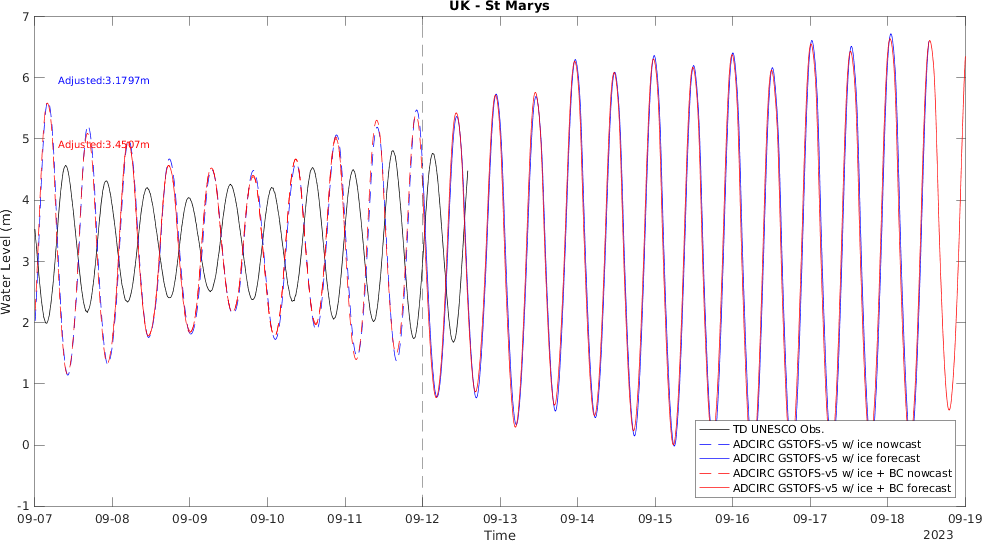 UK - St Marys
7
6
5
4
3
2
1
0
-1
Water Level (m)
Adjusted:3.1797m
Adjusted:3.4507m
TD UNESCO Obs.
ADCIRC GSTOFS-v5 w/ ice nowcast
ADCIRC GSTOFS-v5 w/ ice forecast
ADCIRC GSTOFS-v5 w/ ice + BC nowcast
ADCIRC GSTOFS-v5 w/ ice + BC forecast
09-07 09-08 09-09 09-10 09-11 09-12 09-13 09-14 09-15 09-16 09-17 09-18 09-19
Time
2023